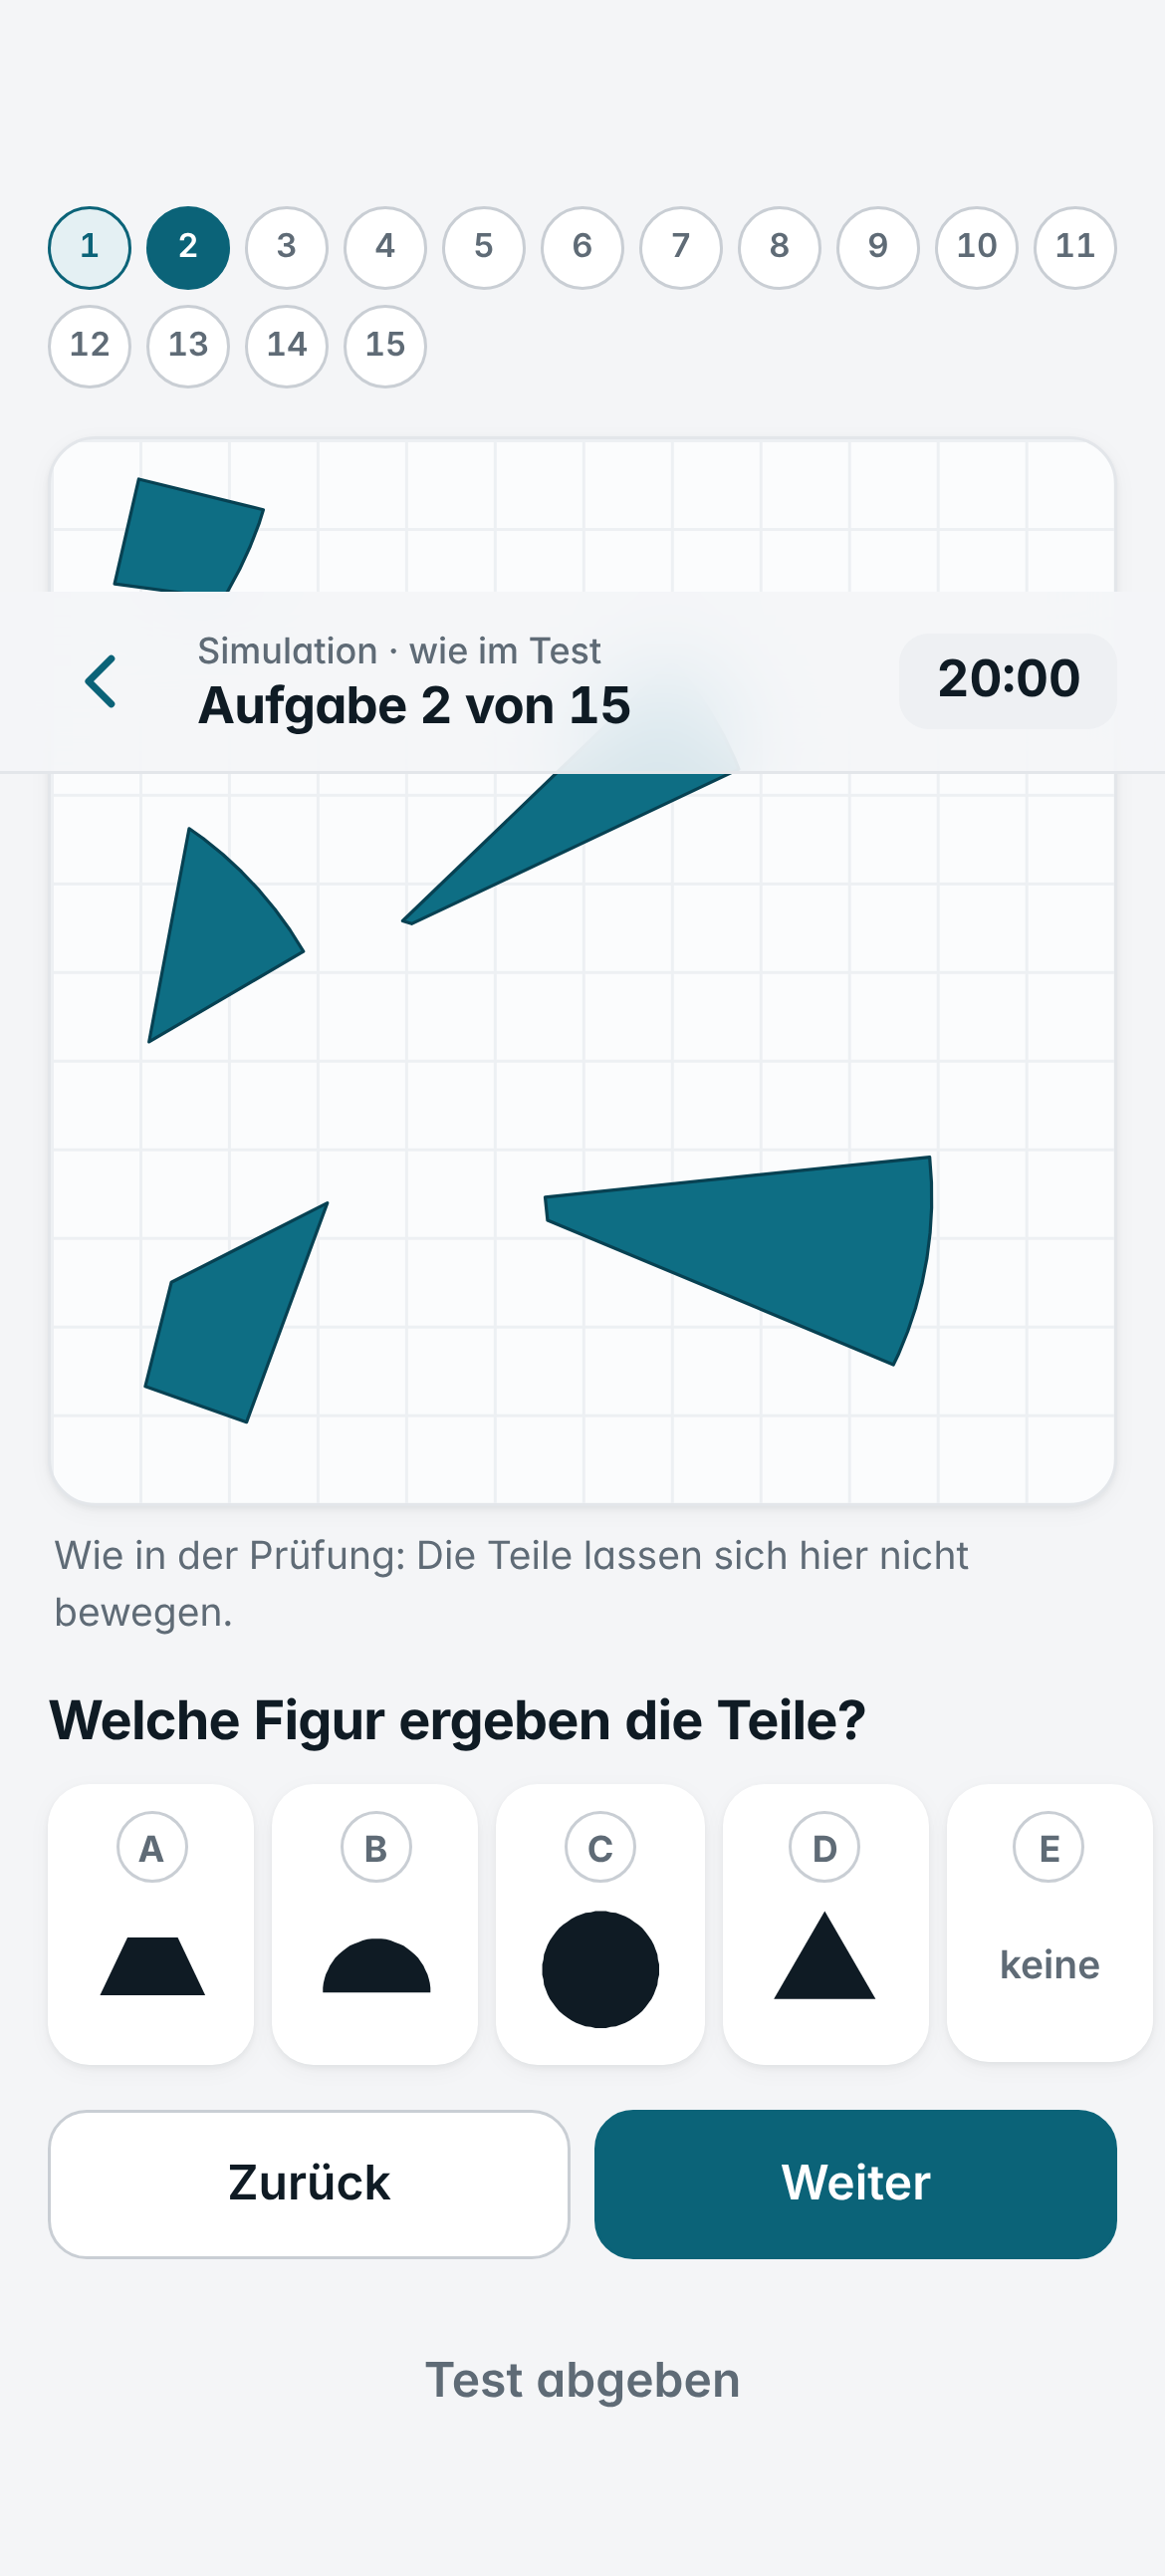 1 2 3 4 5 6 7 8 9 10 11
12 13 14 15
Simulation · wie im Test
Aufgabe 2 von 15
20:00
Wie in der Prüfung: Die Teile lassen sich hier nicht
bewegen.
Welche Figur ergeben die Teile?
A B C D E
keine
Zurück Weiter
Test abgeben